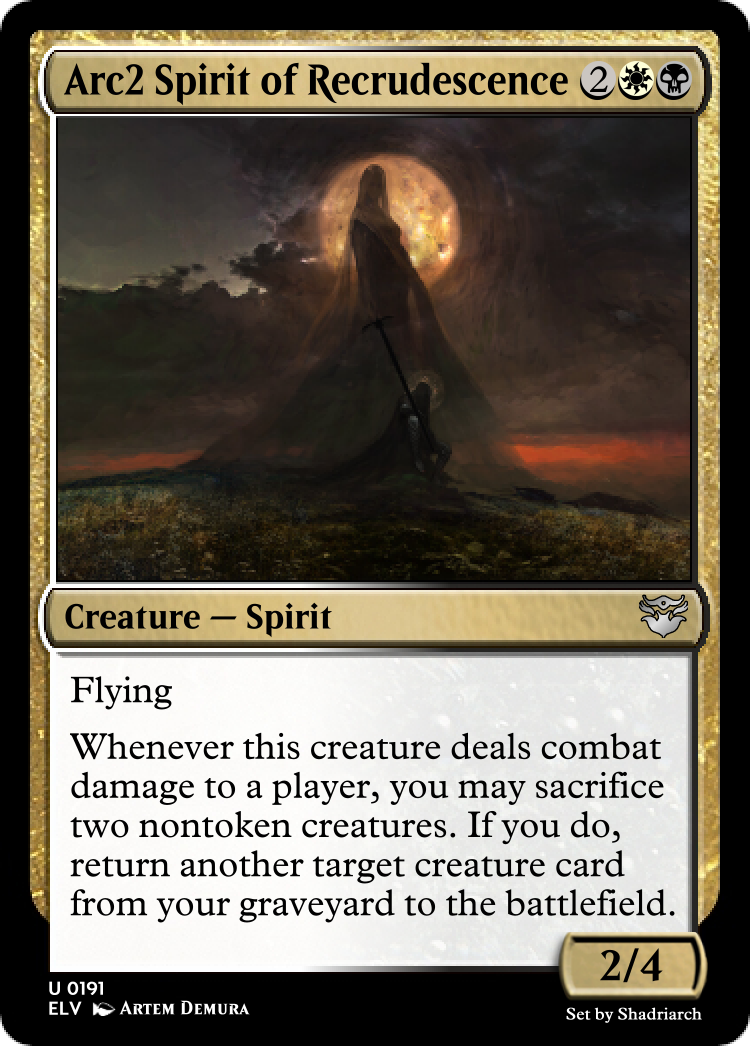 Arc2 Spirit of Recrudescence 2
Creature — Spirit
Flying
Whenever this creature deals combat
damage to a player, you may sacrifice
two nontoken creatures. If you do,
return another target creature card
from your graveyard to the battlefield.
2/4
U 0191
ELV Artem Demura
Set by Shadriarch